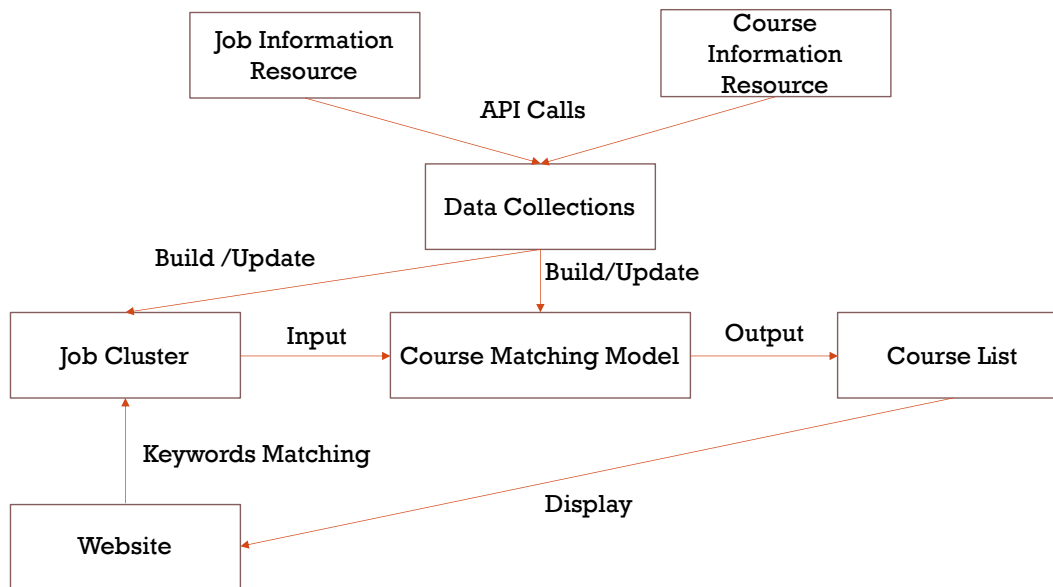 Job Information
Resource
Course
Information
Resource
API Calls
Data Collections
Build /Update
Build/Update
Job Cluster
Input
Course Matching Model
Output
Course List
Keywords Matching
Display
Website